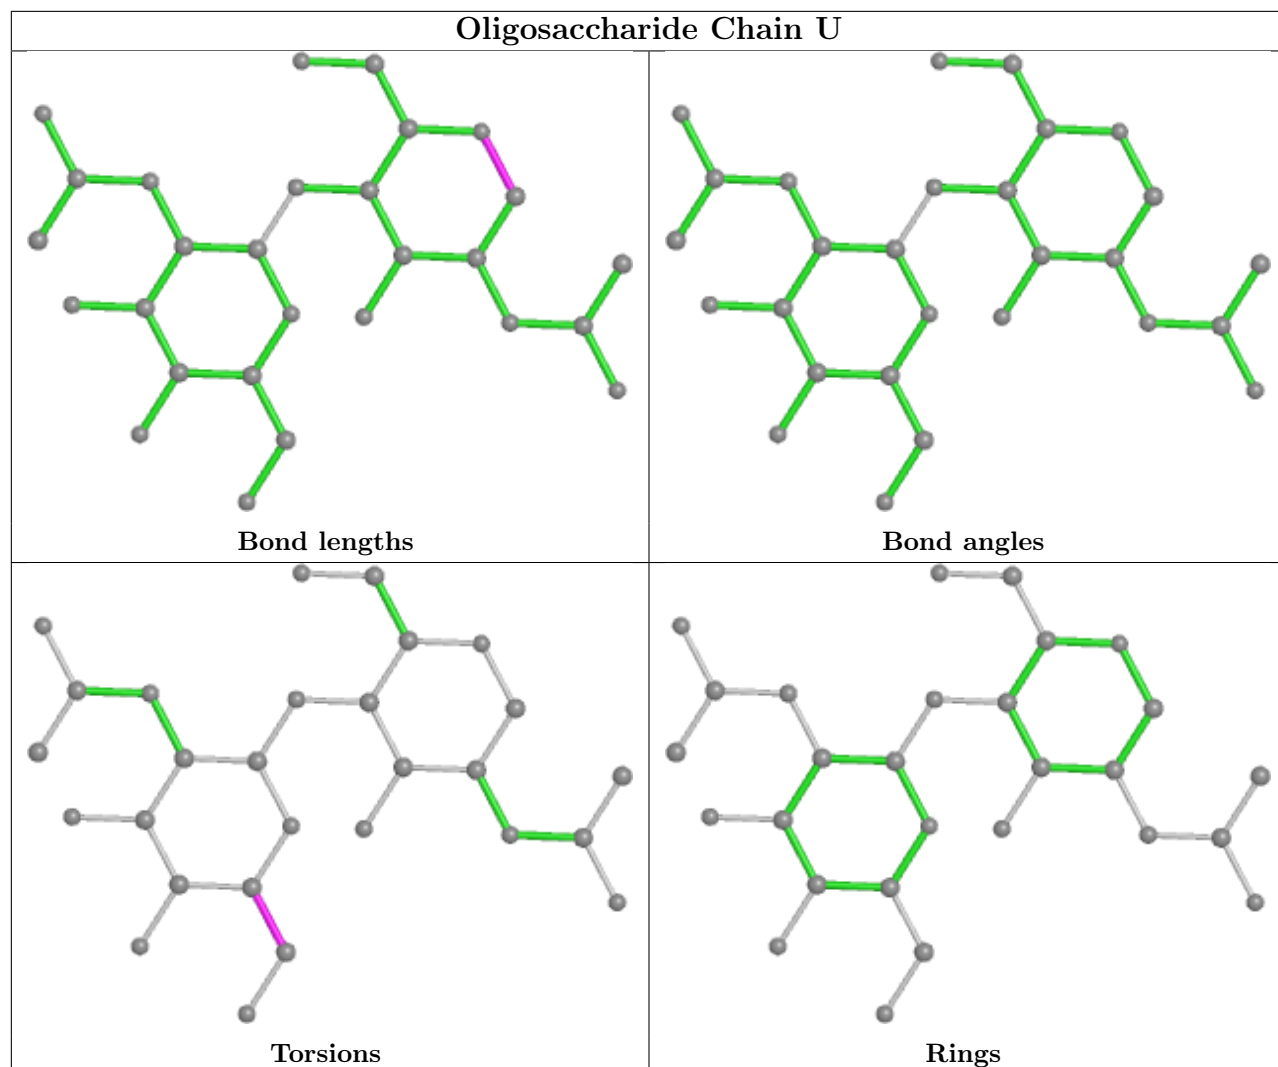 Oligosaccharide Chain U
Bond lengths
Bond angles
Torsions
Rings